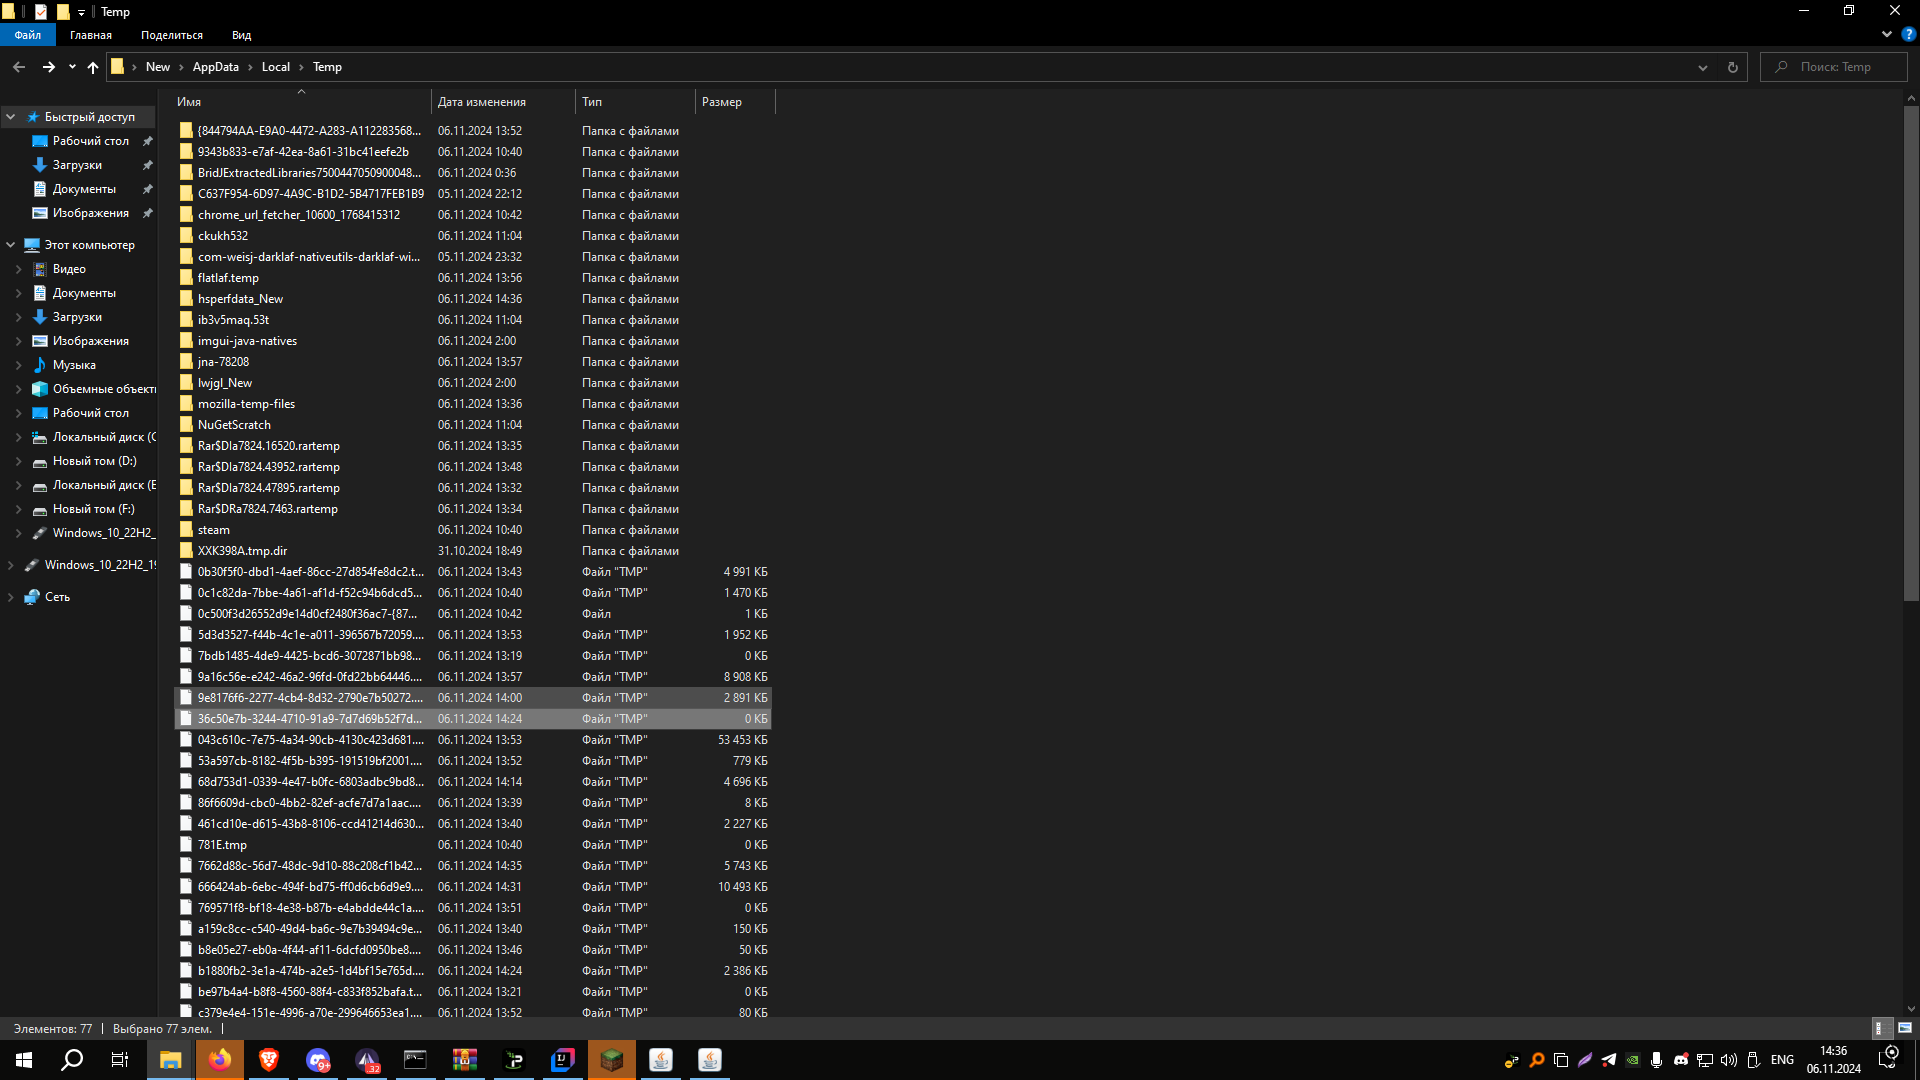 Temp
Файл Главная Поделиться Вид
New AppData Local Temp Поиск: Temp
Имя Дата изменения Тип Размер
Быстрый доступ
Рабочий стол
Загрузки
Документы
Изображения
Этот компьютер
Видео
Документы
Загрузки
Изображения
Музыка
Объемные объекты
Рабочий стол
Локальный диск (C
Новый том (D:)
Локальный диск (E
Новый том (F:)
Windows_10_22H2_
Windows_10_22H2_19
Сеть
{844794AA-E9A0-4472-A283-A112283568... 06.11.2024 13:52 Папка с файлами
9343b833-e7af-42ea-8a61-31bc41eefe2b 06.11.2024 10:40 Папка с файлами
BridJExtractedLibraries7500447050900048... 06.11.2024 0:36 Папка с файлами
C637F954-6D97-4A9C-B1D2-5B4717FEB1B9 05.11.2024 22:12 Папка с файлами
chrome_url_fetcher_10600_1768415312 06.11.2024 10:42 Папка с файлами
ckukh532 06.11.2024 11:04 Папка с файлами
com-weisj-darklaf-nativeutils-darklaf-wi... 05.11.2024 23:32 Папка с файлами
flatlaf.temp 06.11.2024 13:56 Папка с файлами
hsperfdata_New 06.11.2024 14:36 Папка с файлами
ib3v5maq.53t 06.11.2024 11:04 Папка с файлами
imgui-java-natives 06.11.2024 2:00 Папка с файлами
jna-78208 06.11.2024 13:57 Папка с файлами
lwjgl_New 06.11.2024 2:00 Папка с файлами
mozilla-temp-files 06.11.2024 13:36 Папка с файлами
NuGetScratch 06.11.2024 11:04 Папка с файлами
Rar$DIa7824.16520.rartemp 06.11.2024 13:35 Папка с файлами
Rar$DIa7824.43952.rartemp 06.11.2024 13:48 Папка с файлами
Rar$DIa7824.47895.rartemp 06.11.2024 13:32 Папка с файлами
Rar$DRa7824.7463.rartemp 06.11.2024 13:34 Папка с файлами
steam 06.11.2024 10:40 Папка с файлами
XXK398A.tmp.dir 31.10.2024 18:49 Папка с файлами
0b30f5f0-dbd1-4aef-86cc-27d854fe8dc2.t... 06.11.2024 13:43 Файл "TMP" 4 991 КБ
0c1c82da-7bbe-4a61-af1d-f52c94b6dcd5... 06.11.2024 10:40 Файл "TMP" 1 470 КБ
0c500f3d26552d9e14d0cf2480f36ac7-{87... 06.11.2024 10:42 Файл 1 КБ
5d3d3527-f44b-4c1e-a011-396567b72059.... 06.11.2024 13:53 Файл "TMP" 1 952 КБ
7bdb1485-4de9-4425-bcd6-3072871bb98... 06.11.2024 13:19 Файл "TMP" 0 КБ
9a16c56e-e242-46a2-96fd-0fd22bb64446.... 06.11.2024 13:57 Файл "TMP" 8 908 КБ
9e8176f6-2277-4cb4-8d32-2790e7b50272.... 06.11.2024 14:00 Файл "TMP" 2 891 КБ
36c50e7b-3244-4710-91a9-7d7d69b52f7d... 06.11.2024 14:24 Файл "TMP" 0 КБ
043c610c-7e75-4a34-90cb-4130c423d681.... 06.11.2024 13:53 Файл "TMP" 53 453 КБ
53a597cb-8182-4f5b-b395-191519bf2001.... 06.11.2024 13:52 Файл "TMP" 779 КБ
68d753d1-0339-4e47-b0fc-6803adbc9bd8... 06.11.2024 14:14 Файл "TMP" 4 696 КБ
86f6609d-cbc0-4bb2-82ef-acfe7d7a1aac.... 06.11.2024 13:39 Файл "TMP" 8 КБ
461cd10e-d615-43b8-8106-ccd41214d630... 06.11.2024 13:40 Файл "TMP" 2 227 КБ
781E.tmp 06.11.2024 10:40 Файл "TMP" 0 КБ
7662d88c-56d7-48dc-9d10-88c208cf1b42... 06.11.2024 14:35 Файл "TMP" 5 743 КБ
666424ab-6ebc-494f-bd75-ff0d6cb6d9e9.... 06.11.2024 14:31 Файл "TMP" 10 493 КБ
769571f8-bf18-4e38-b87b-e4abdde44c1a.... 06.11.2024 13:51 Файл "TMP" 0 КБ
a159c8cc-c540-49d4-ba6c-9e7b39494c9e... 06.11.2024 13:40 Файл "TMP" 150 КБ
b8e05e27-eb0a-4f44-af11-6dcfd0950be8.... 06.11.2024 13:46 Файл "TMP" 50 КБ
b1880fb2-3e1a-474b-a2e5-1d4bf15e765d.... 06.11.2024 14:24 Файл "TMP" 2 386 КБ
be97b4a4-b8f8-4560-88f4-c833f852bafa.t... 06.11.2024 13:21 Файл "TMP" 0 КБ
c379e4e4-151e-4996-a70e-299646653ea1.... 06.11.2024 13:52 Файл "TMP" 80 КБ
Элементов: 77 Выбрано 77 элем.
9+ 32 IJ ENG 14:36
06.11.2024